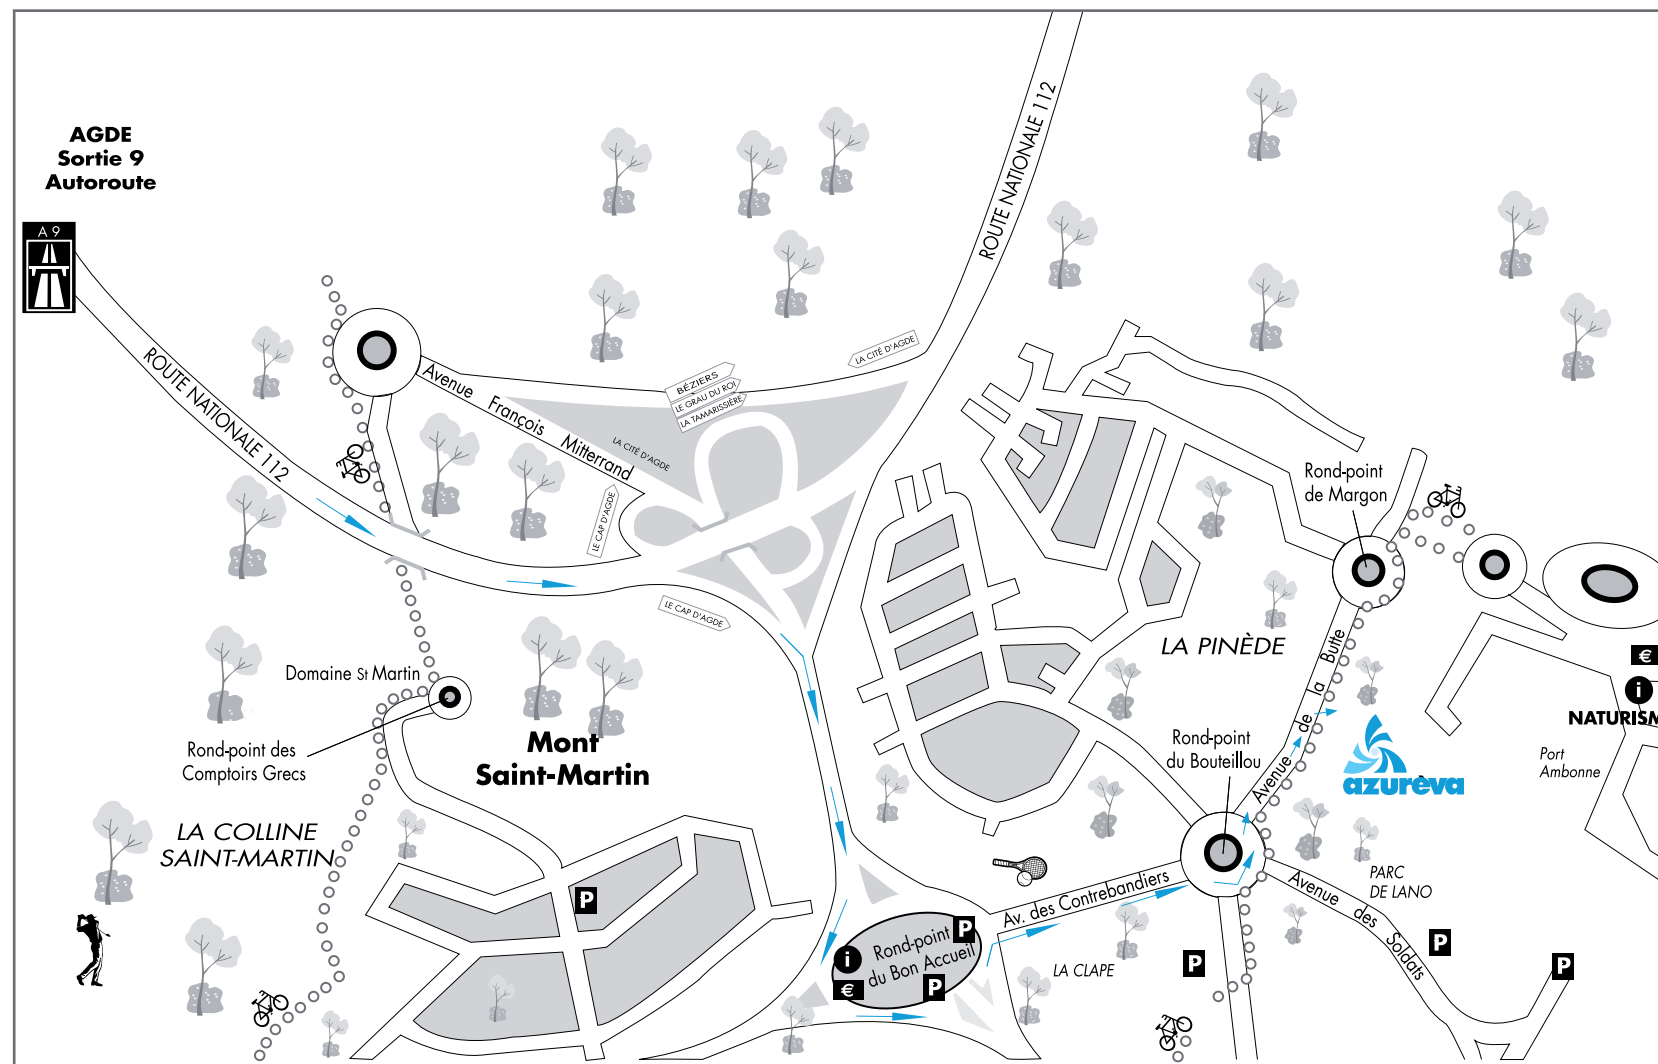 AGDE
Sortie 9
Autoroute
A 9
ROUTE NATIONALE 112
ROUTE NATIONALE 112
Avenue François Mitterrand
BÉZIERS
LE GRAU DU ROI
LA TAMARISSIÈRE
LA CITÉ D'AGDE
LA CITÉ D'AGDE
LE CAP D'AGDE
LE CAP D'AGDE
Rond-point
de Margon
LA PINÈDE
Avenue de la Butte
Domaine St Martin
Rond-point des
Comptoirs Grecs
Mont
Saint-Martin
LA COLLINE
SAINT-MARTIN
Rond-point
du Bouteillou
azurèva
€
i
NATURISM
Port
Ambonne
PARC
DE LANO
Avenue des Soldats
Av. des Contrebandiers
P
Rond-point
du Bon Accueil
P
P
i
€
LA CLAPE
P
P
P